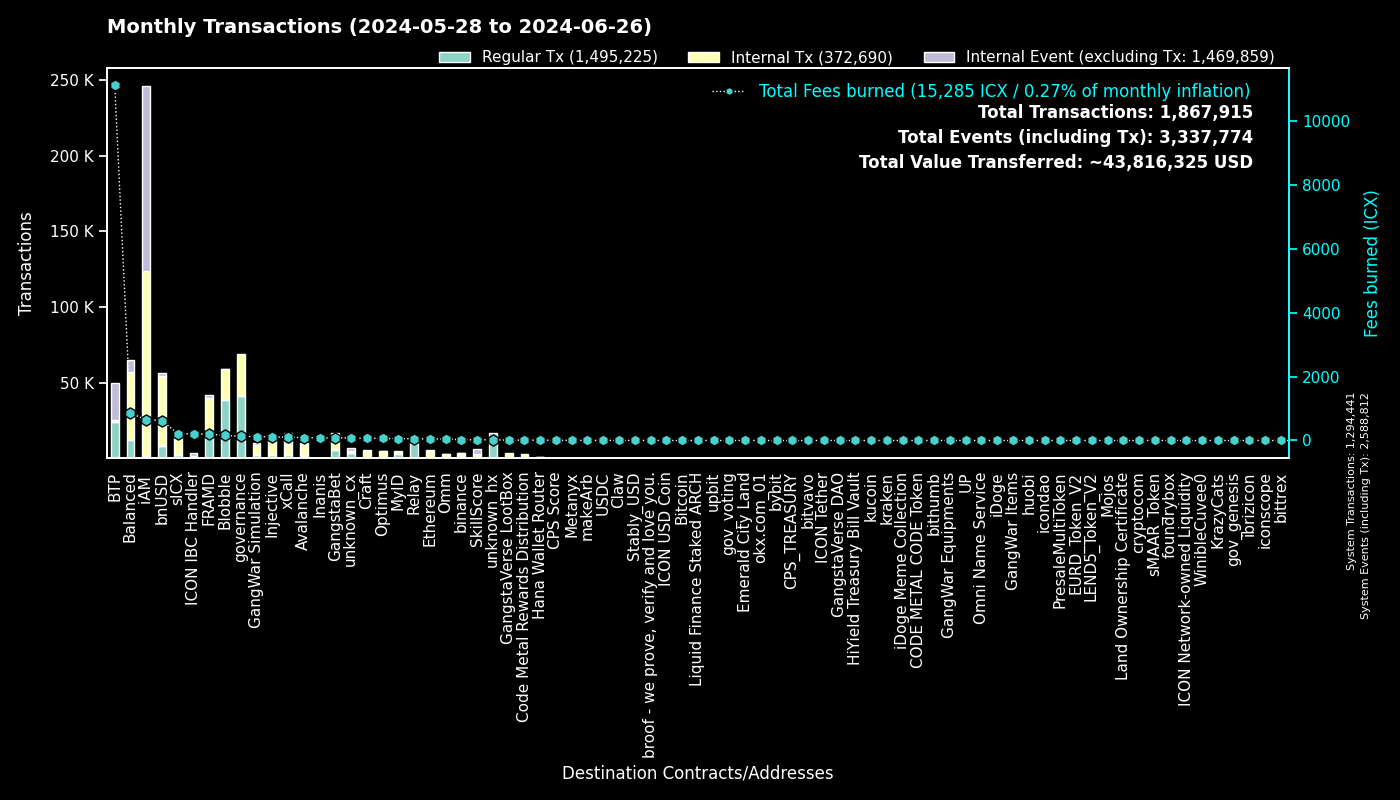 Monthly Transactions (2024-05-28 to 2024-06-26)
Regular Tx (1,495,225)
Internal Tx (372,690)
Internal Event (excluding Tx: 1,469,859)
Total Fees burned (15,285 ICX / 0.27% of monthly inflation)
Total Transactions: 1,867,915
Total Events (including Tx): 3,337,774
Total Value Transferred: ~43,816,325 USD
Transactions
250 K
200 K
150 K
100 K
50 K
10000
8000
6000
4000
2000
0
Fees burned (ICX)
System Transactions: 1,294,441
System Events (including Tx): 2,588,812
BTP
Balanced
iAM
bnUSD
sICX
ICON IBC Handler
FRAMD
Blobble
governance
GangWar Simulation
Injective
xCall
Avalanche
Inanis
GangstaBet
unknown_cx
Craft
Optimus
MyID
Relay
Ethereum
Omm
binance
SkillScore
unknown_hx
GangstaVerse LootBox
Code Metal Rewards Distribution
Hana Wallet Router
CPS Score
Metanyx
makeArb
USDC
Claw
Stably_USD
broof - we prove, verify and love you.
ICON USD Coin
Bitcoin
Liquid Finance Staked ARCH
upbit
gov_voting
Emerald City Land
okx.com_01
bybit
CPS_TREASURY
bitvavo
ICON Tether
GangstaVerse DAO
HiYield Treasury Bill Vault
kucoin
kraken
iDoge Meme Collection
CODE METAL CODE Token
bithumb
GangWar Equipments
UP
Omni Name Service
iDoge
GangWar Items
huobi
icondao
PresaleMultiToken
EURD_Token_V2
LEND5_Token_V2
Mojos
Land Ownership Certificate
cryptocom
sMAAR_Token
foundrybox
ICON Network-owned Liquidity
WinibleCuvee0
KrazyCats
gov_genesis
iprizicon
iconscope
bittrex
Destination Contracts/Addresses